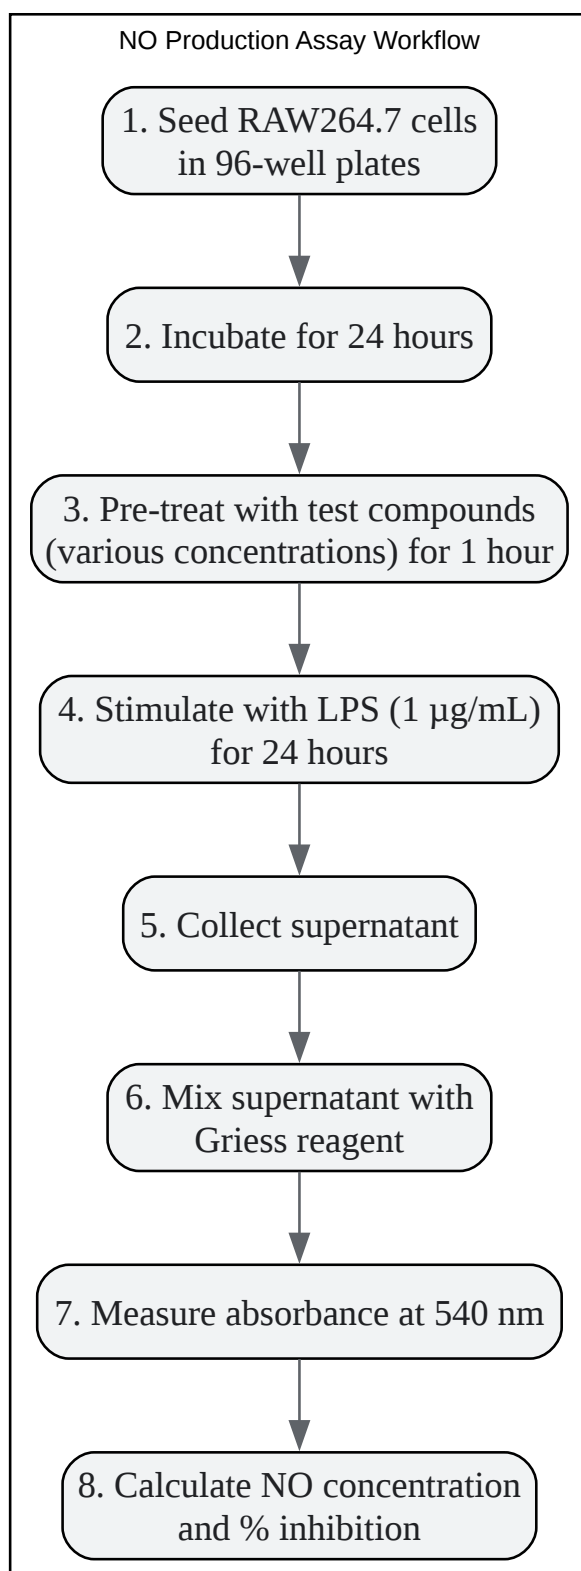 NO Production Assay Workflow
1. Seed RAW264.7 cells
in 96-well plates
2. Incubate for 24 hours
3. Pre-treat with test compounds
(various concentrations) for 1 hour
4. Stimulate with LPS (1 µg/mL)
for 24 hours
5. Collect supernatant
6. Mix supernatant with
Griess reagent
7. Measure absorbance at 540 nm
8. Calculate NO concentration
and % inhibition